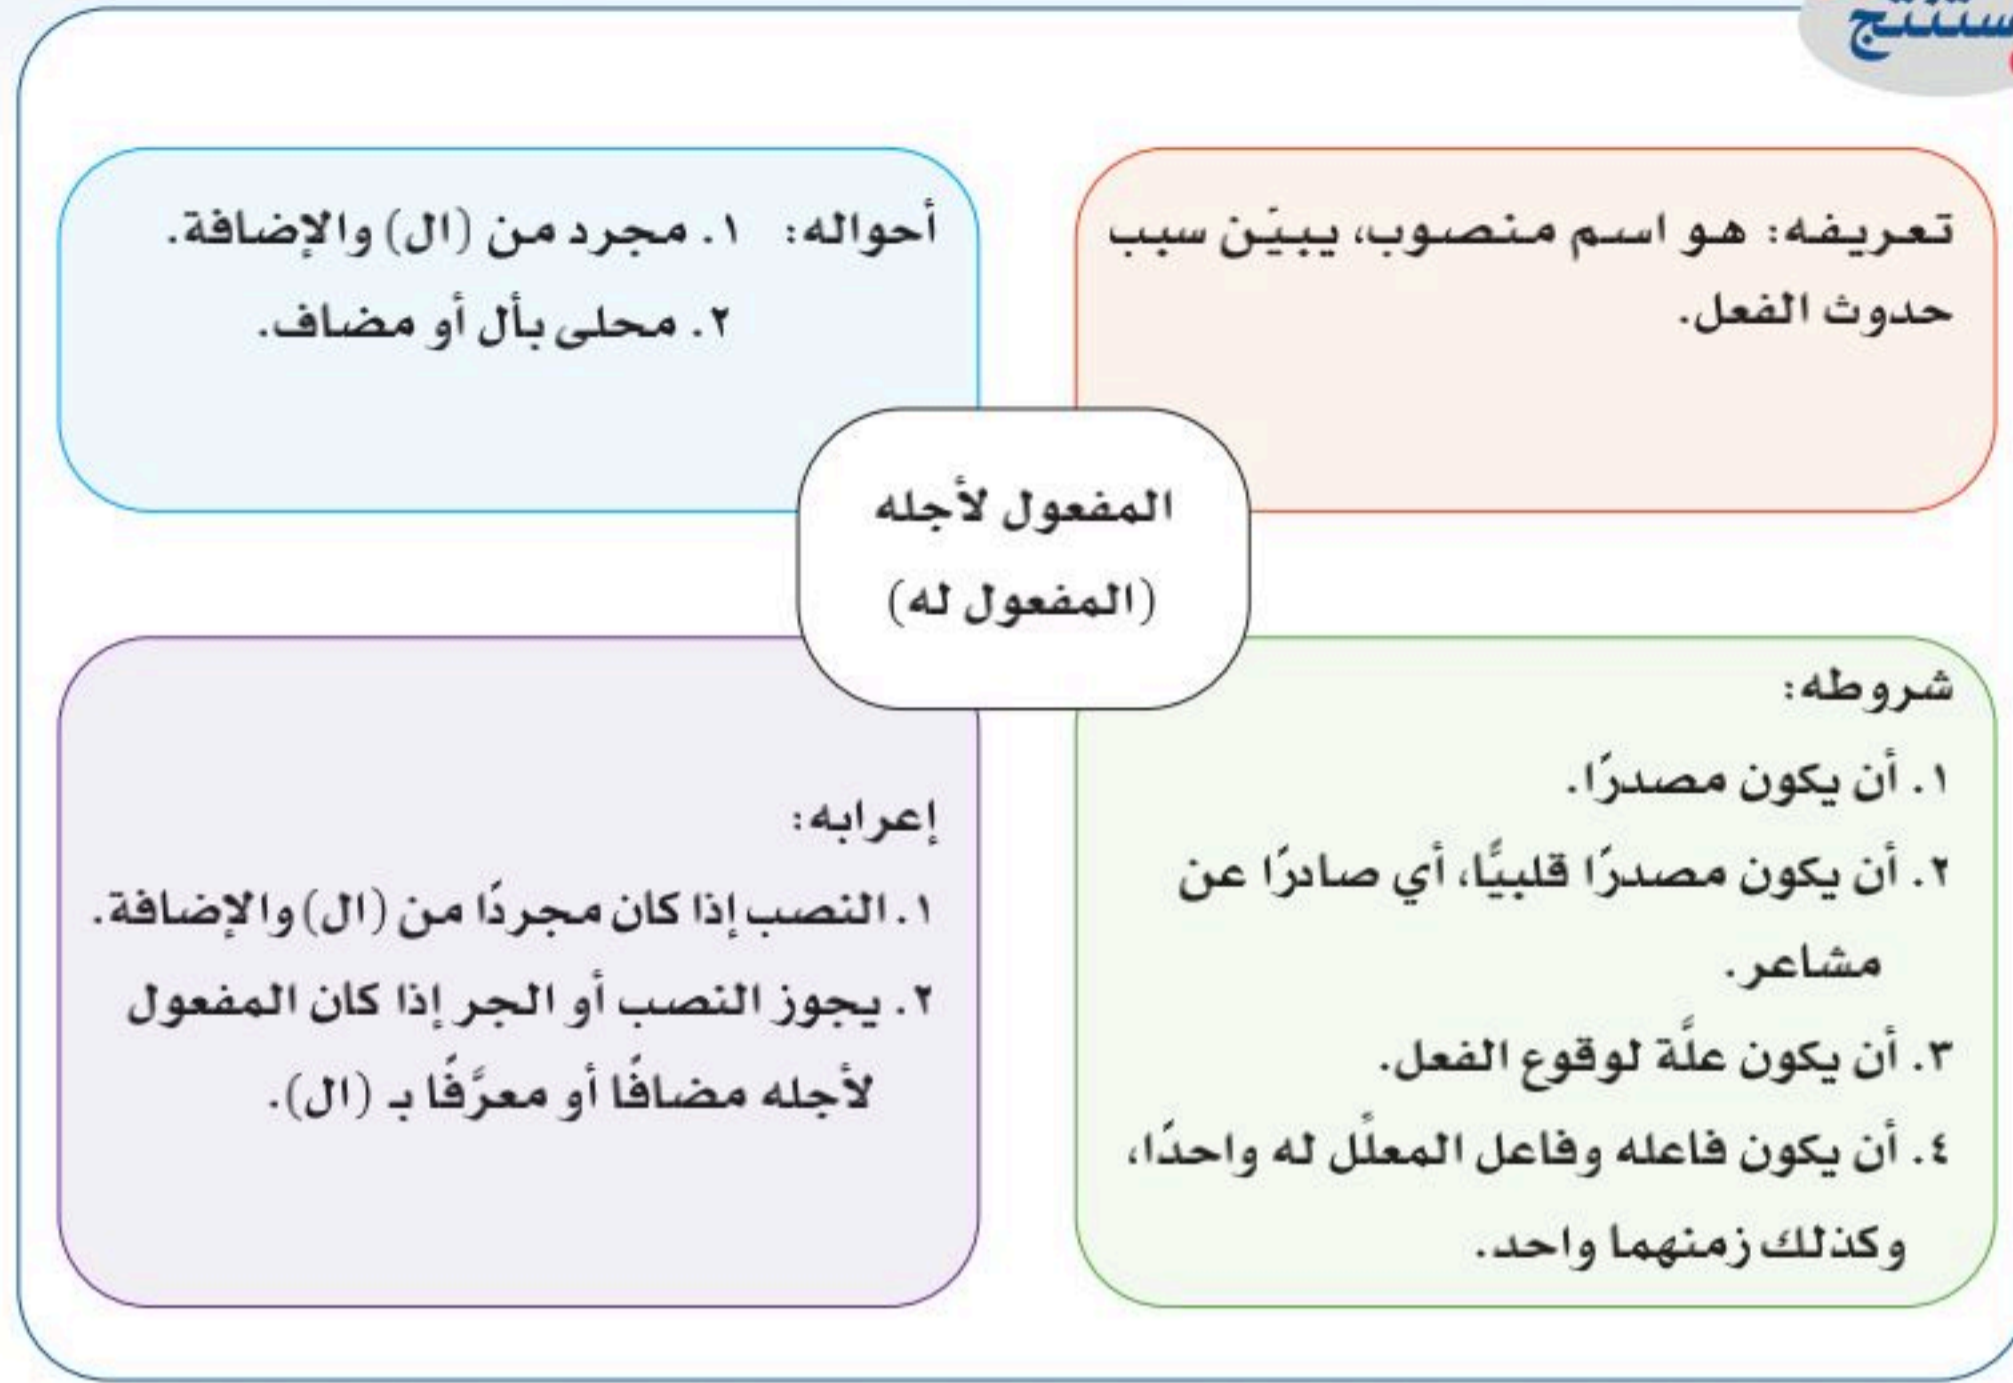 تعريفه: هو اسم منصوب، يبيّن سبب
حدوث الفعل.
أحواله: ١. مجرد من (ال) والإضافة.
٢. محلى بأل أو مضاف.
المفعول لأجله
(المفعول له)
شروطه:
١. أن يكون مصدرًا.
٢. أن يكون مصدرًا قلبيًّا، أي صادرًا عن
مشاعر.
٣. أن يكون علَّة لوقوع الفعل.
٤. أن يكون فاعله وفاعل المعلَّل له واحدًا،
وكذلك زمنهما واحد.
إعرابه:
١. النصب إذا كان مجردًا من (ال) والإضافة.
٢. يجوز النصب أو الجر إذا كان المفعول
لأجله مضافًا أو معرَّفًا بـ (ال).